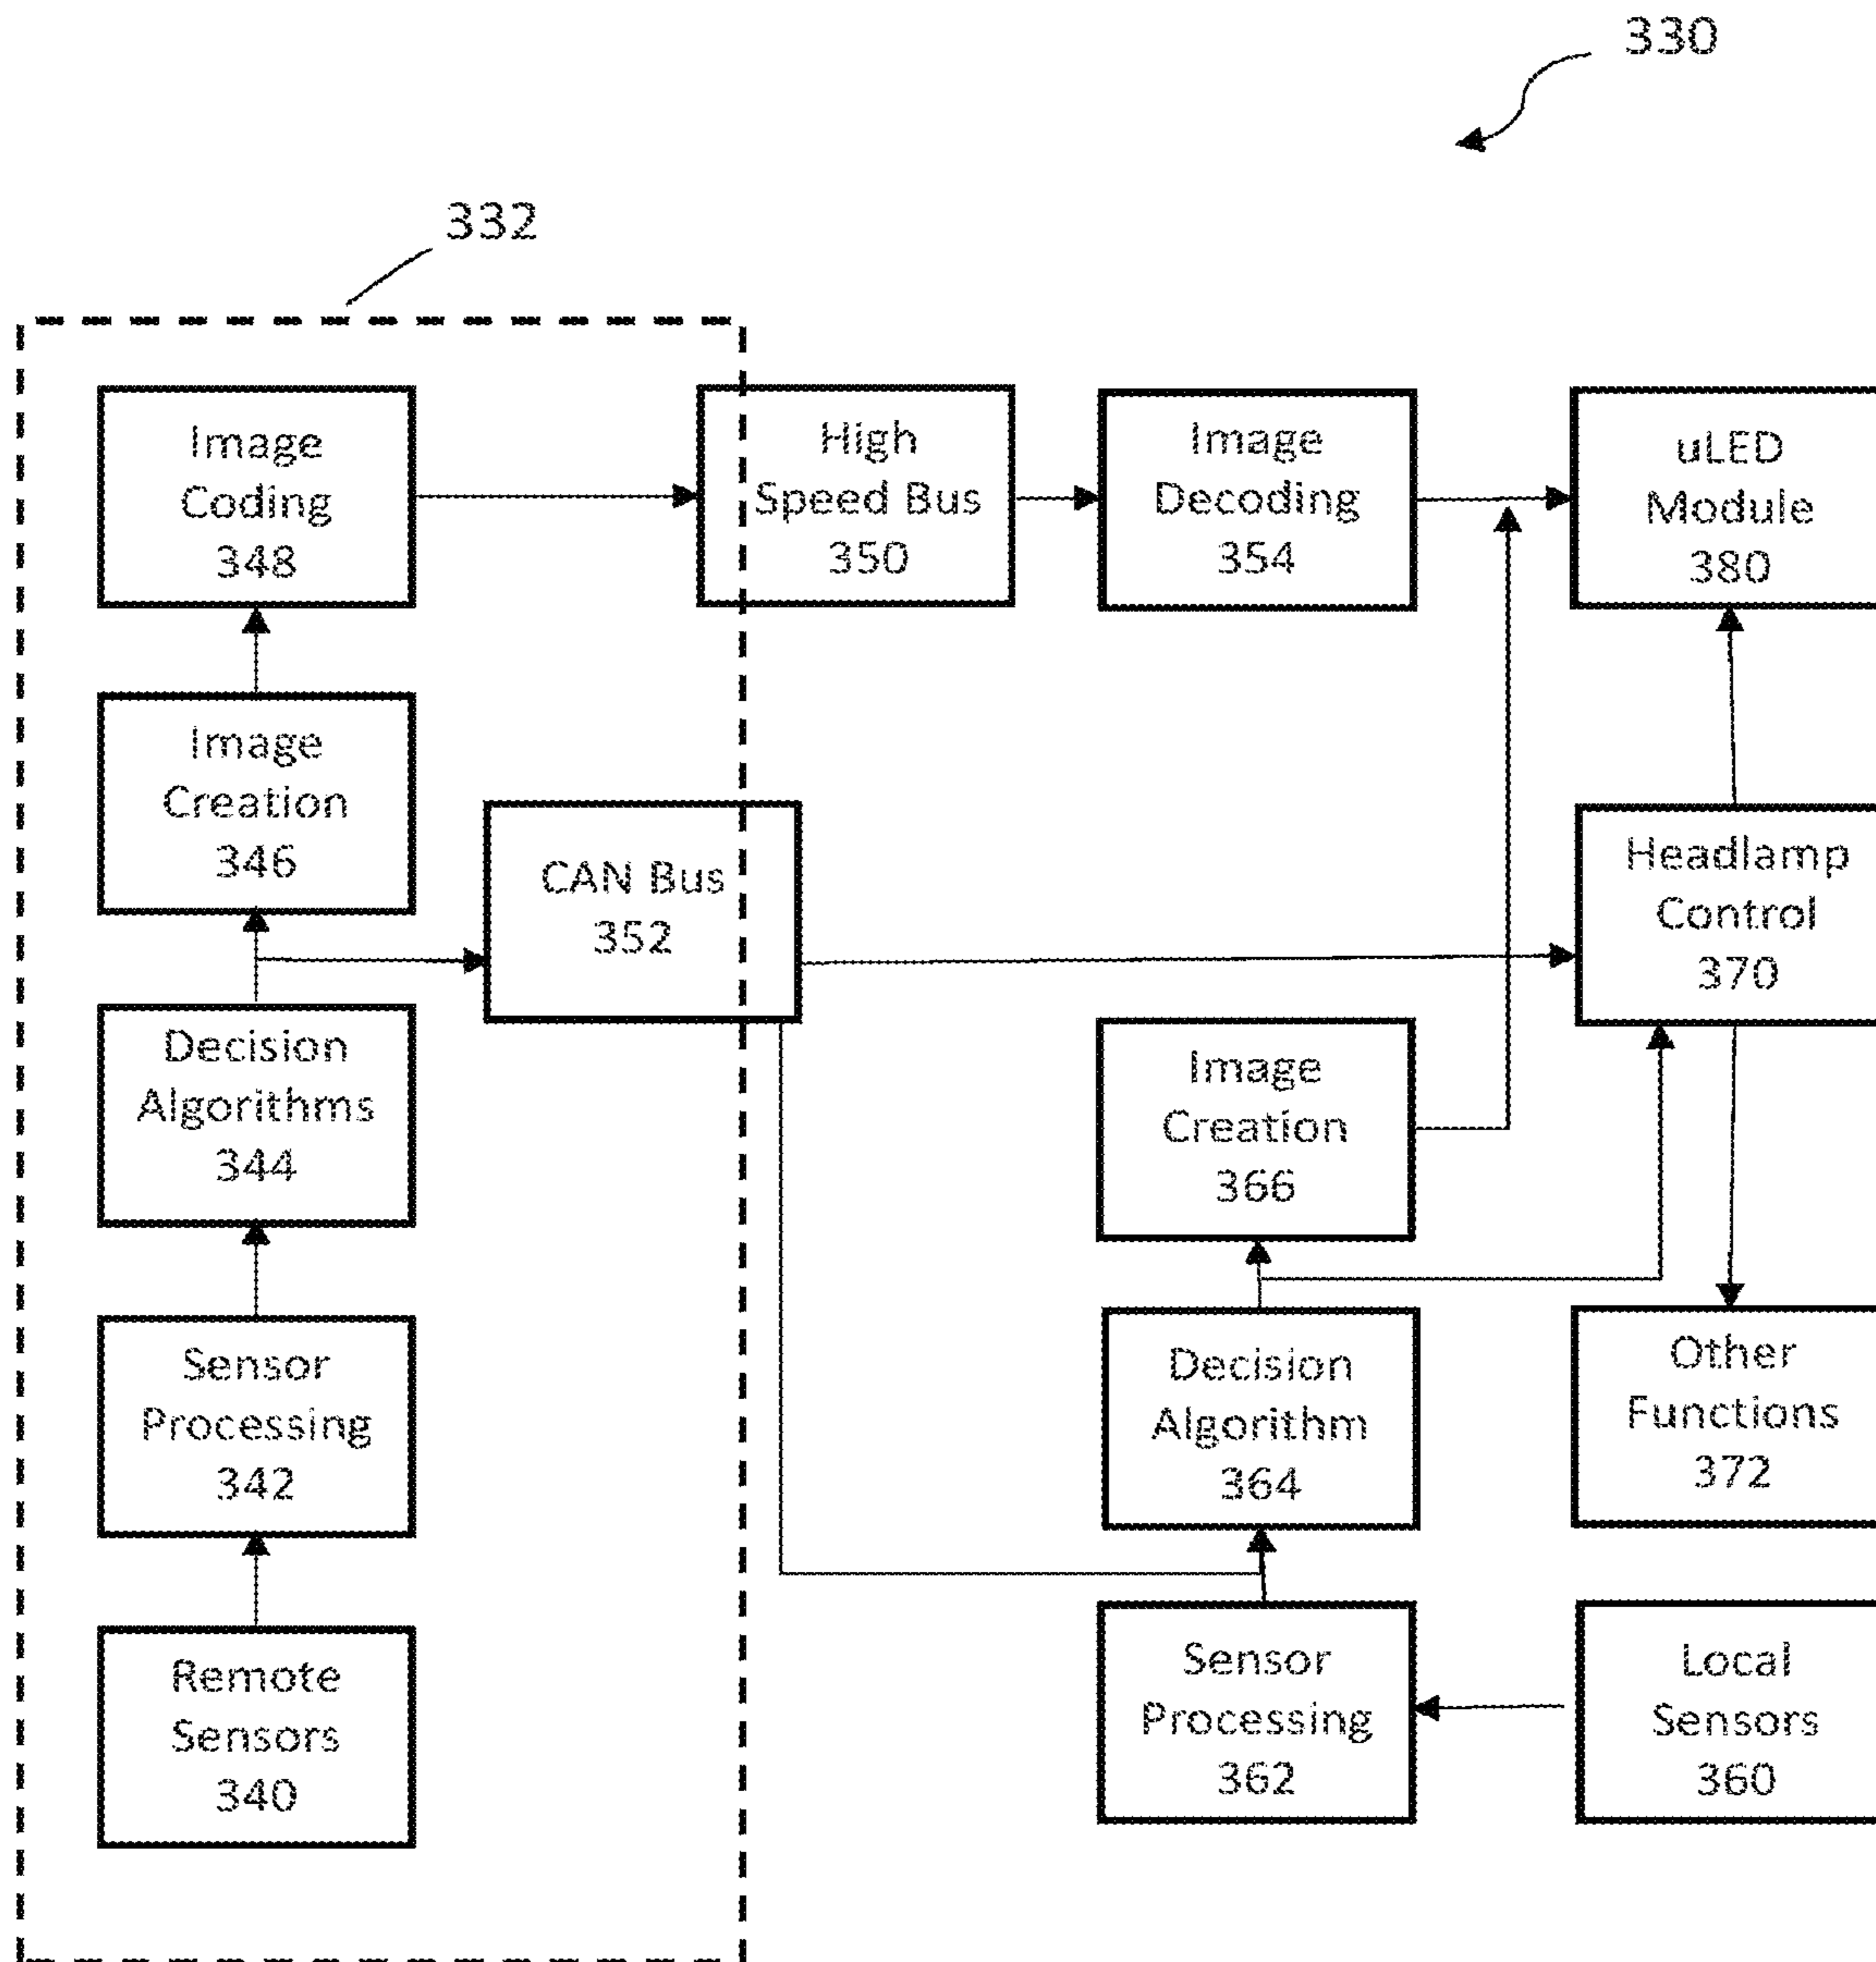 330
332
Image
Coding
348
High
Speed Bus
350
Image
Decoding
354
uLED
Module
380
Image
Creation
346
CAN Bus
352
Headlamp
Control
370
Decision
Algorithms
344
Image
Creation
366
Sensor
Processing
342
Decision
Algorithm
364
Other
Functions
372
Remote
Sensors
340
Sensor
Processing
362
Local
Sensors
360